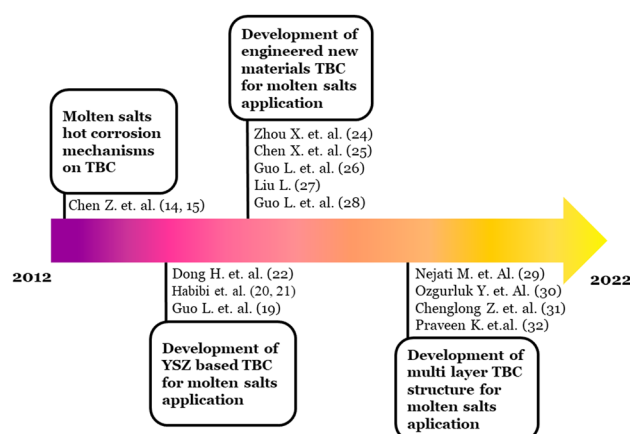 Development of
engineered new
materials TBC
for molten salts
application
Molten salts
hot corrosion
mechanisms
on TBC
Zhou X. et. al. (24)
Chen X. et. al. (25)
Guo L. et. al. (26)
Liu L. (27)
Guo L. et. al. (28)
Chen Z. et. al. (14, 15)
2012
2022
Dong H. et. al. (22)
Habibi et. al. (20, 21)
Guo L. et. al. (19)
Development of
YSZ based TBC
for molten salts
application
Nejati M. et. Al. (29)
Ozgurluk Y. et. Al. (30)
Chenglong Z. et. al. (31)
Praveen K. et.al. (32)
Development of
multi layer TBC
structure for
molten salts
aplication